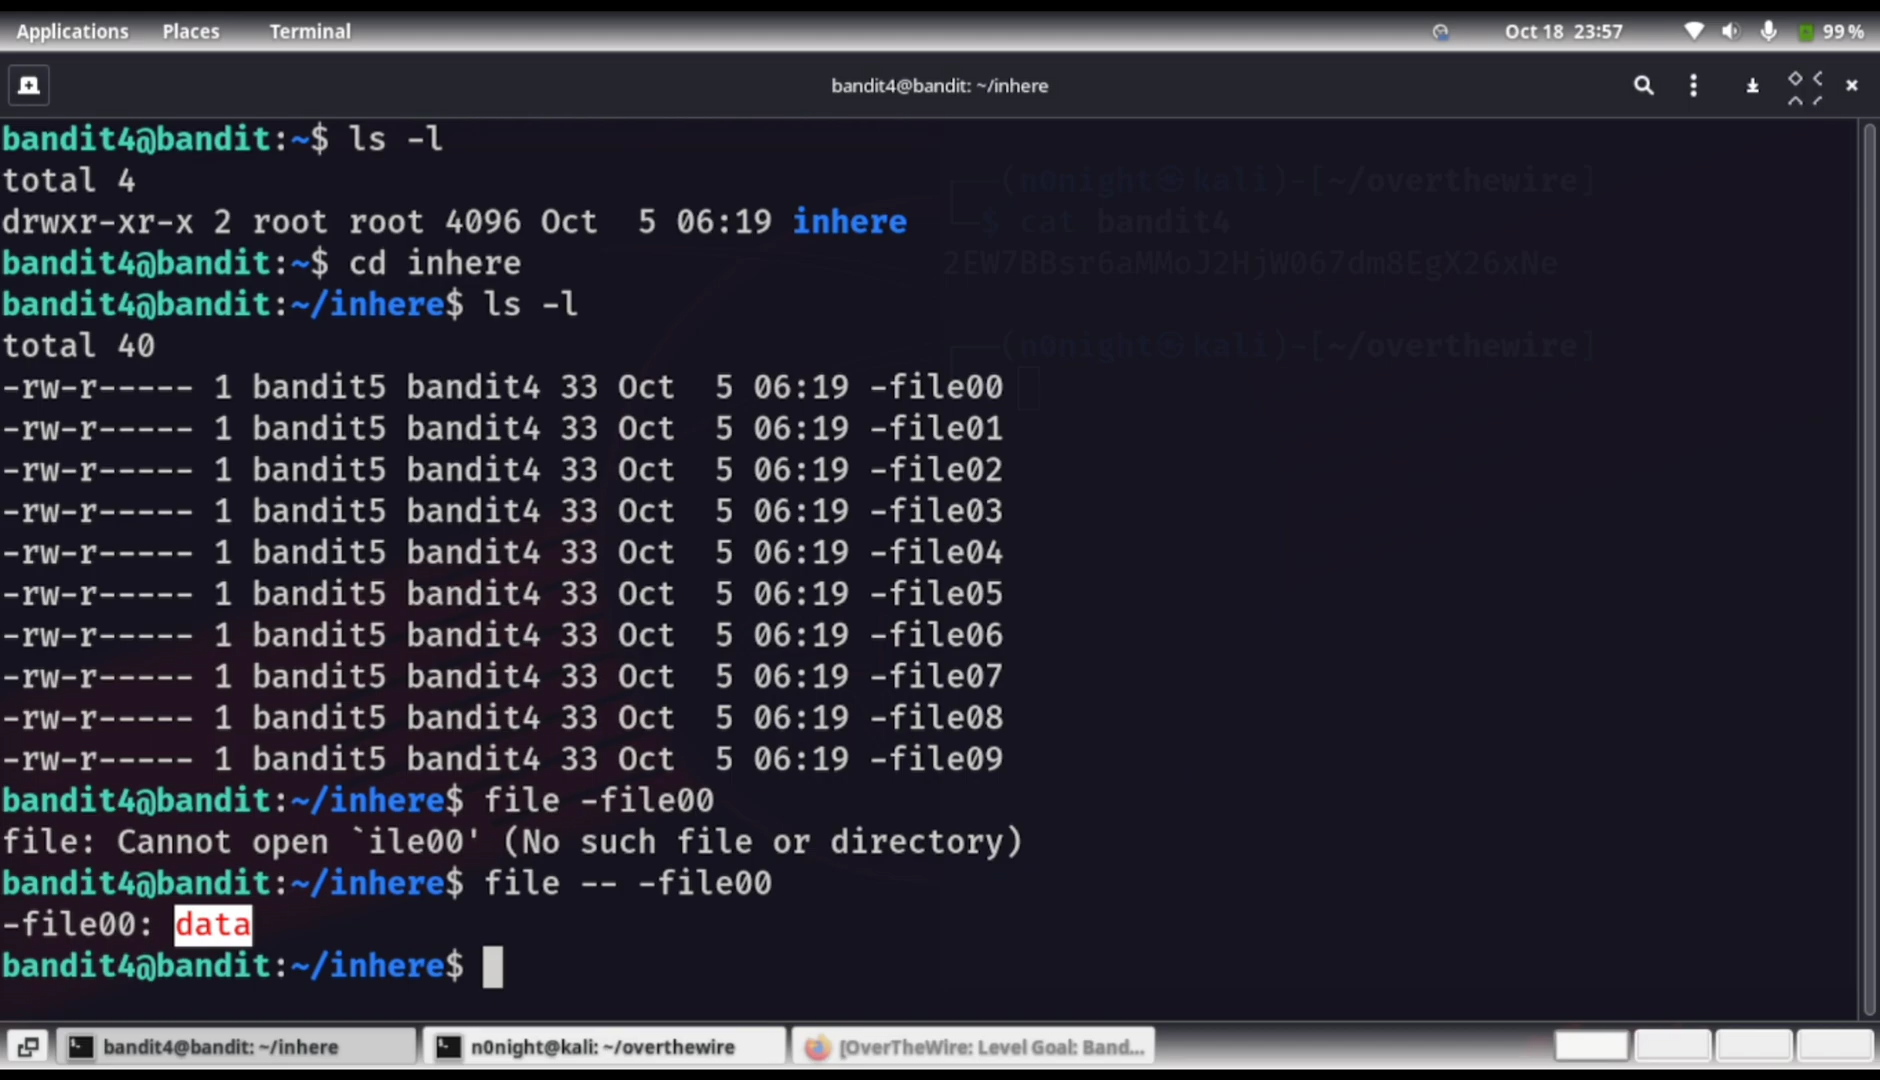 Applications Places Terminal Oct 18 23:57 99%
bandit4@bandit: ~/inhere
bandit4@bandit:~$ ls -l
total 4
drwxr-xr-x 2 root root 4096 Oct  5 06:19 inhere
bandit4@bandit:~$ cd inhere
bandit4@bandit:~/inhere$ ls -l
total 40
-rw-r----- 1 bandit5 bandit4 33 Oct  5 06:19 -file00
-rw-r----- 1 bandit5 bandit4 33 Oct  5 06:19 -file01
-rw-r----- 1 bandit5 bandit4 33 Oct  5 06:19 -file02
-rw-r----- 1 bandit5 bandit4 33 Oct  5 06:19 -file03
-rw-r----- 1 bandit5 bandit4 33 Oct  5 06:19 -file04
-rw-r----- 1 bandit5 bandit4 33 Oct  5 06:19 -file05
-rw-r----- 1 bandit5 bandit4 33 Oct  5 06:19 -file06
-rw-r----- 1 bandit5 bandit4 33 Oct  5 06:19 -file07
-rw-r----- 1 bandit5 bandit4 33 Oct  5 06:19 -file08
-rw-r----- 1 bandit5 bandit4 33 Oct  5 06:19 -file09
bandit4@bandit:~/inhere$ file -file00
file: Cannot open `ile00' (No such file or directory)
bandit4@bandit:~/inhere$ file -- -file00
-file00: data
bandit4@bandit:~/inhere$
(n0night㉿kali)-[~/overthewire]
$ cat bandit4
(n0night㉿kali)-[~/overthewire]
bandit4@bandit: ~/inhere
n0night@kali: ~/overthewire
[OverTheWire: Level Goal: Band...